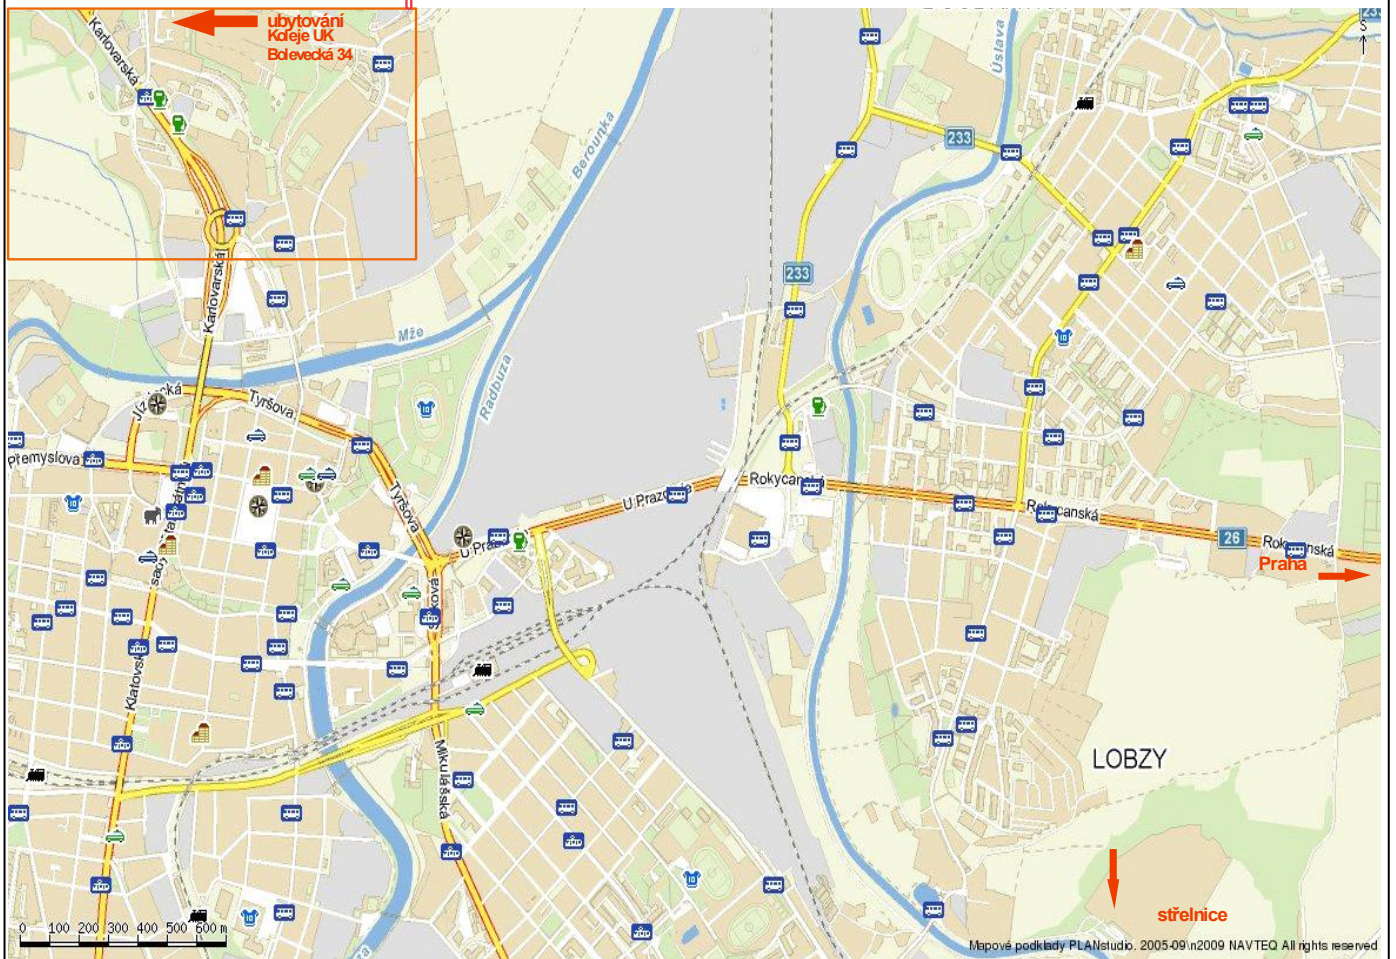 ubytování
Koleje UK
Bolevecká 34
Karlovarská
Berounka
Úslava
S
233
Karlovarská
233
Mže
Radbuza
Tyršova
Přemyslova
Tyršova
U Prazdroje
Rokycanská
Rokycanská
26
Rokycanská
Praha
Klatovská
Mikulášská
LOBZY
střelnice
0 100 200 300 400 500 600 m
Mapové podklady PLANstudio. 2005-09\n2009 NAVTEQ All rights reserved